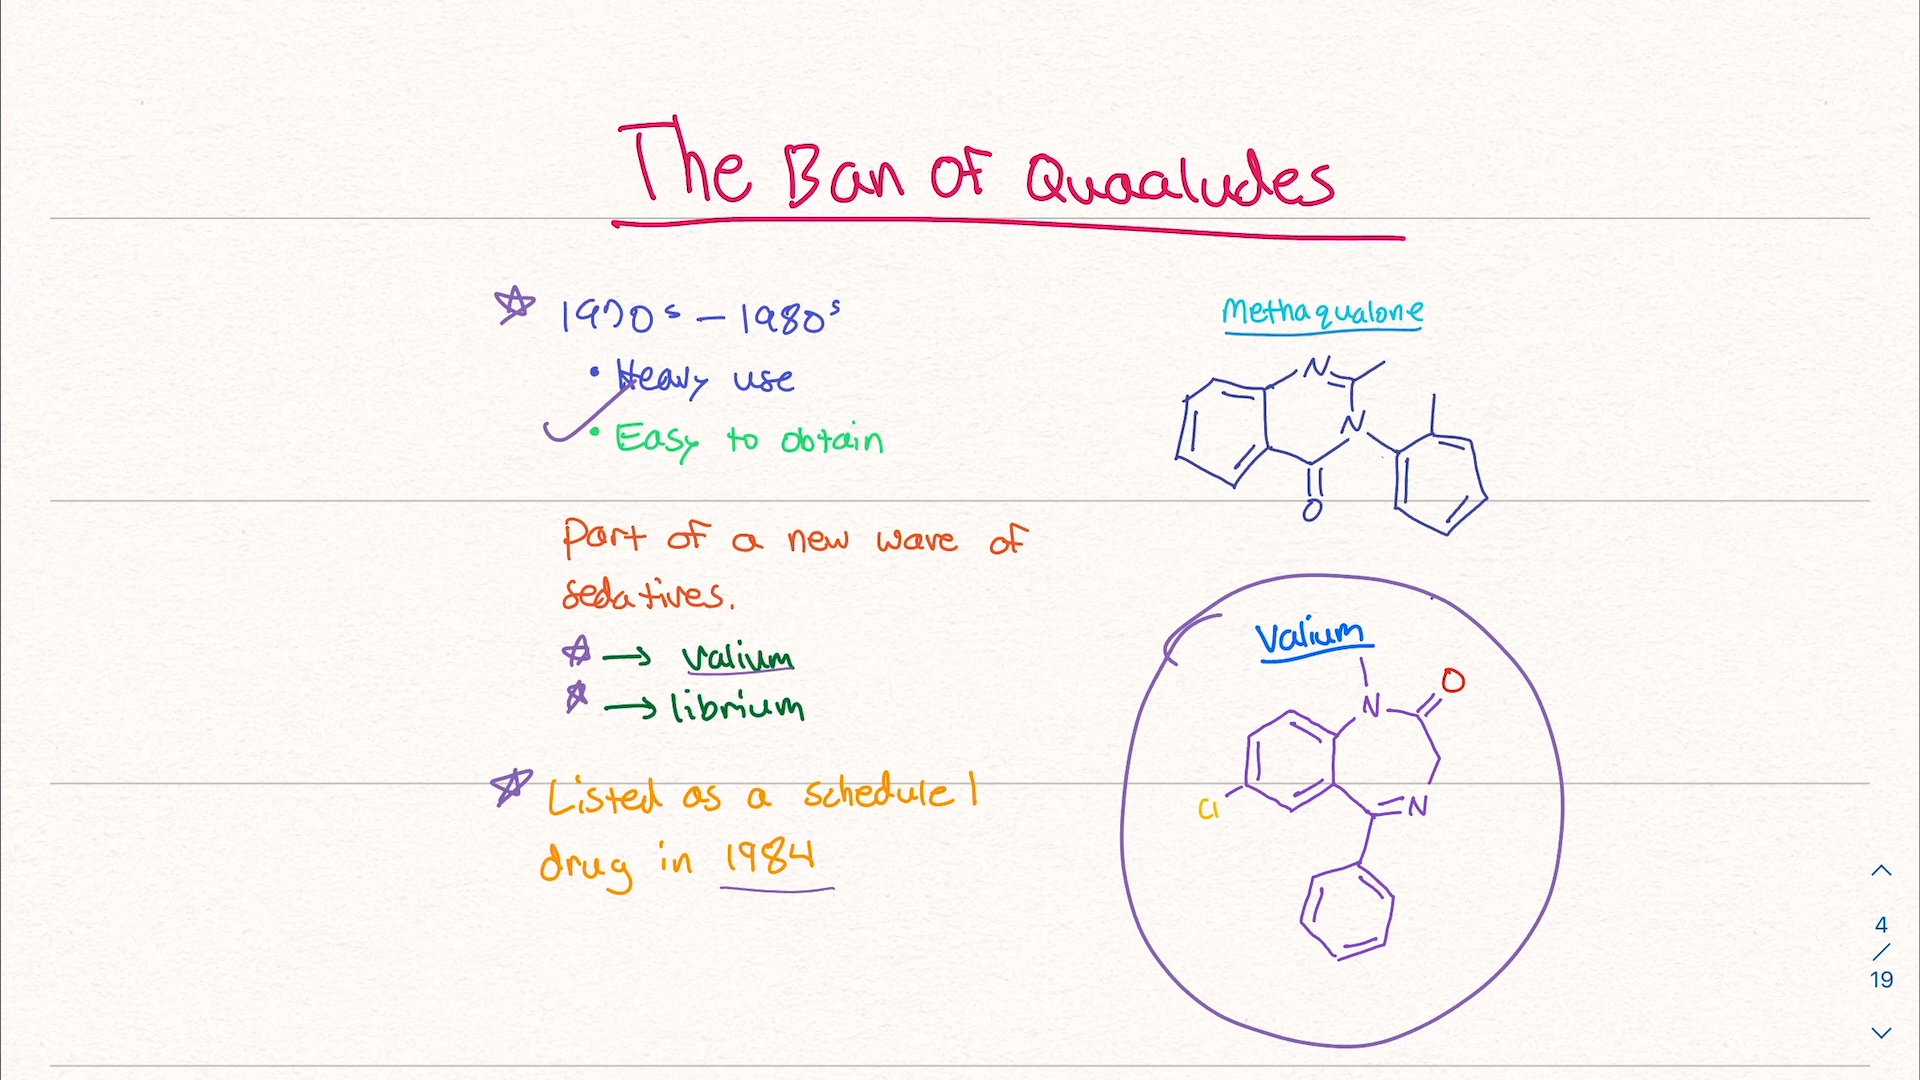 The Ban of Quaaludes
1970s – 1980s
• Heavy use
• Easy to obtain
Part of a new wave of
sedatives.
→ valium
→ librium
Listed as a schedule 1
drug in 1984
Methaqualone
N
N
O
Valium
O
N
N
Cl
4
/
19